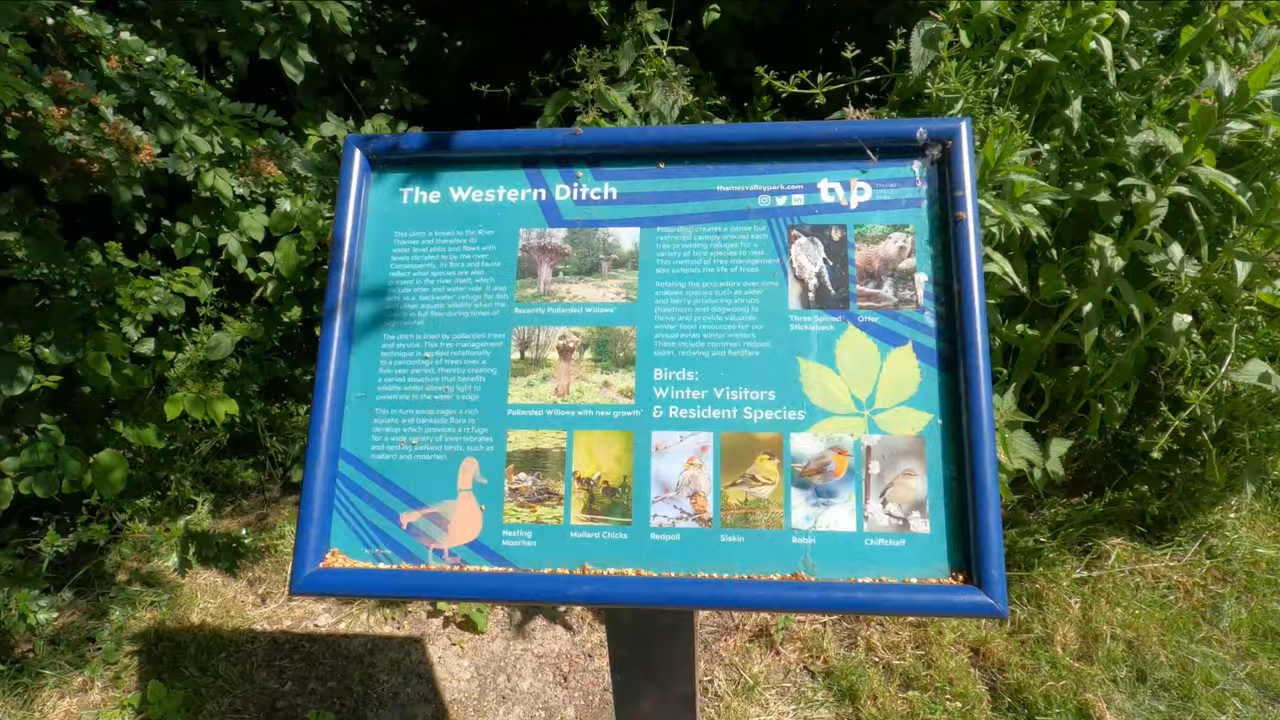 The Western Ditch
thamesvalleypark.com
tvp
This ditch is linked to the River
Thames and therefore its
water level ebbs and flows with
levels dictated to by the river.
Consequently, its flora and fauna
reflect what species are also
present in the river itself, which
include otter and water vole. It also
acts as a 'backwater' refuge for fish
and other aquatic wildlife when the
river is in full flow during times of
high rainfall.
The ditch is lined by pollarded trees
and shrubs. This tree management
technique is applied rotationally
to a percentage of trees over a
five-year period, thereby creating
a varied structure that benefits
wildlife whilst allowing light to
penetrate to the water's edge.
This in turn encourages a rich
aquatic and bankside flora to
develop which provides a refuge
for a wide variety of invertebrates
and nesting wetland birds, such as
mallard and moorhen.
Recently Pollarded Willows*
Pollarded Willows with new growth*
Nesting
Moorhen
Mallard Chicks
Pollarding creates a dense but
restricted canopy around each
tree providing refuges for a
variety of bird species to nest.
This method of tree management
also extends the life of trees.
Rotating the procedure over time
enables species such as alder
and berry producing shrubs
(hawthorn and dogwood) to
thrive and provide valuable
winter food resources for our
annual avian winter visitors.
These include common redpoll,
siskin, redwing and fieldfare.
Three-Spined
Stickleback
Otter
Birds:
Winter Visitors
& Resident Species
Redpoll
Siskin
Robin
Chiffchaff